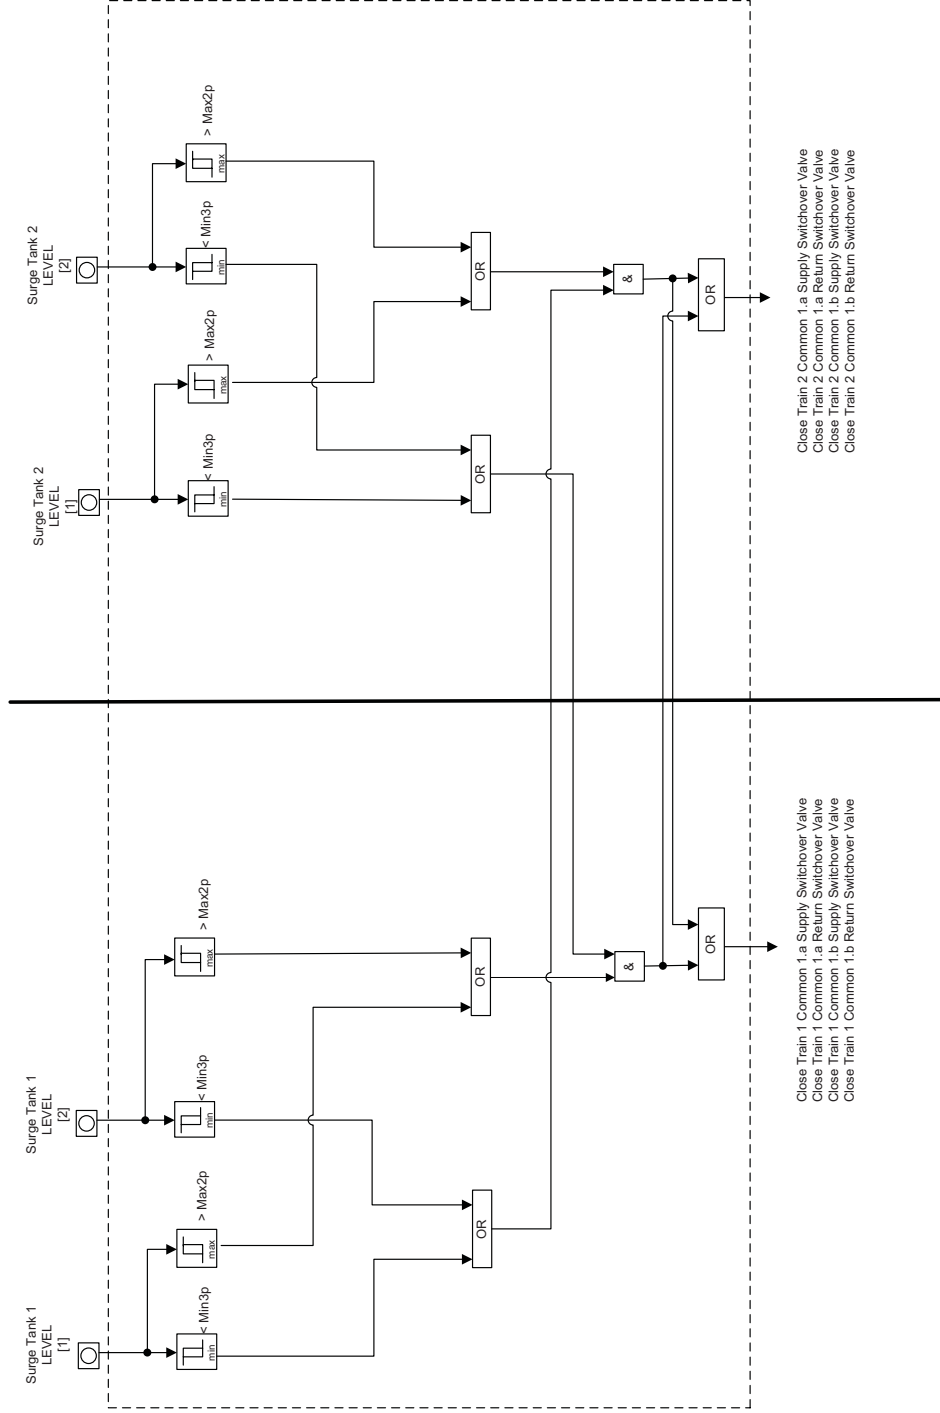 Surge Tank 1
LEVEL
[1]
Surge Tank 1
LEVEL
[2]
Surge Tank 2
LEVEL
[1]
Surge Tank 2
LEVEL
[2]
< Min3p
min
> Max2p
max
< Min3p
min
> Max2p
max
< Min3p
min
> Max2p
max
< Min3p
min
> Max2p
max
OR
OR
OR
OR
&
&
OR
OR
Close Train 1 Common 1.a Supply Switchover Valve
Close Train 1 Common 1.a Return Switchover Valve
Close Train 1 Common 1.b Supply Switchover Valve
Close Train 1 Common 1.b Return Switchover Valve
Close Train 2 Common 1.a Supply Switchover Valve
Close Train 2 Common 1.a Return Switchover Valve
Close Train 2 Common 1.b Supply Switchover Valve
Close Train 2 Common 1.b Return Switchover Valve